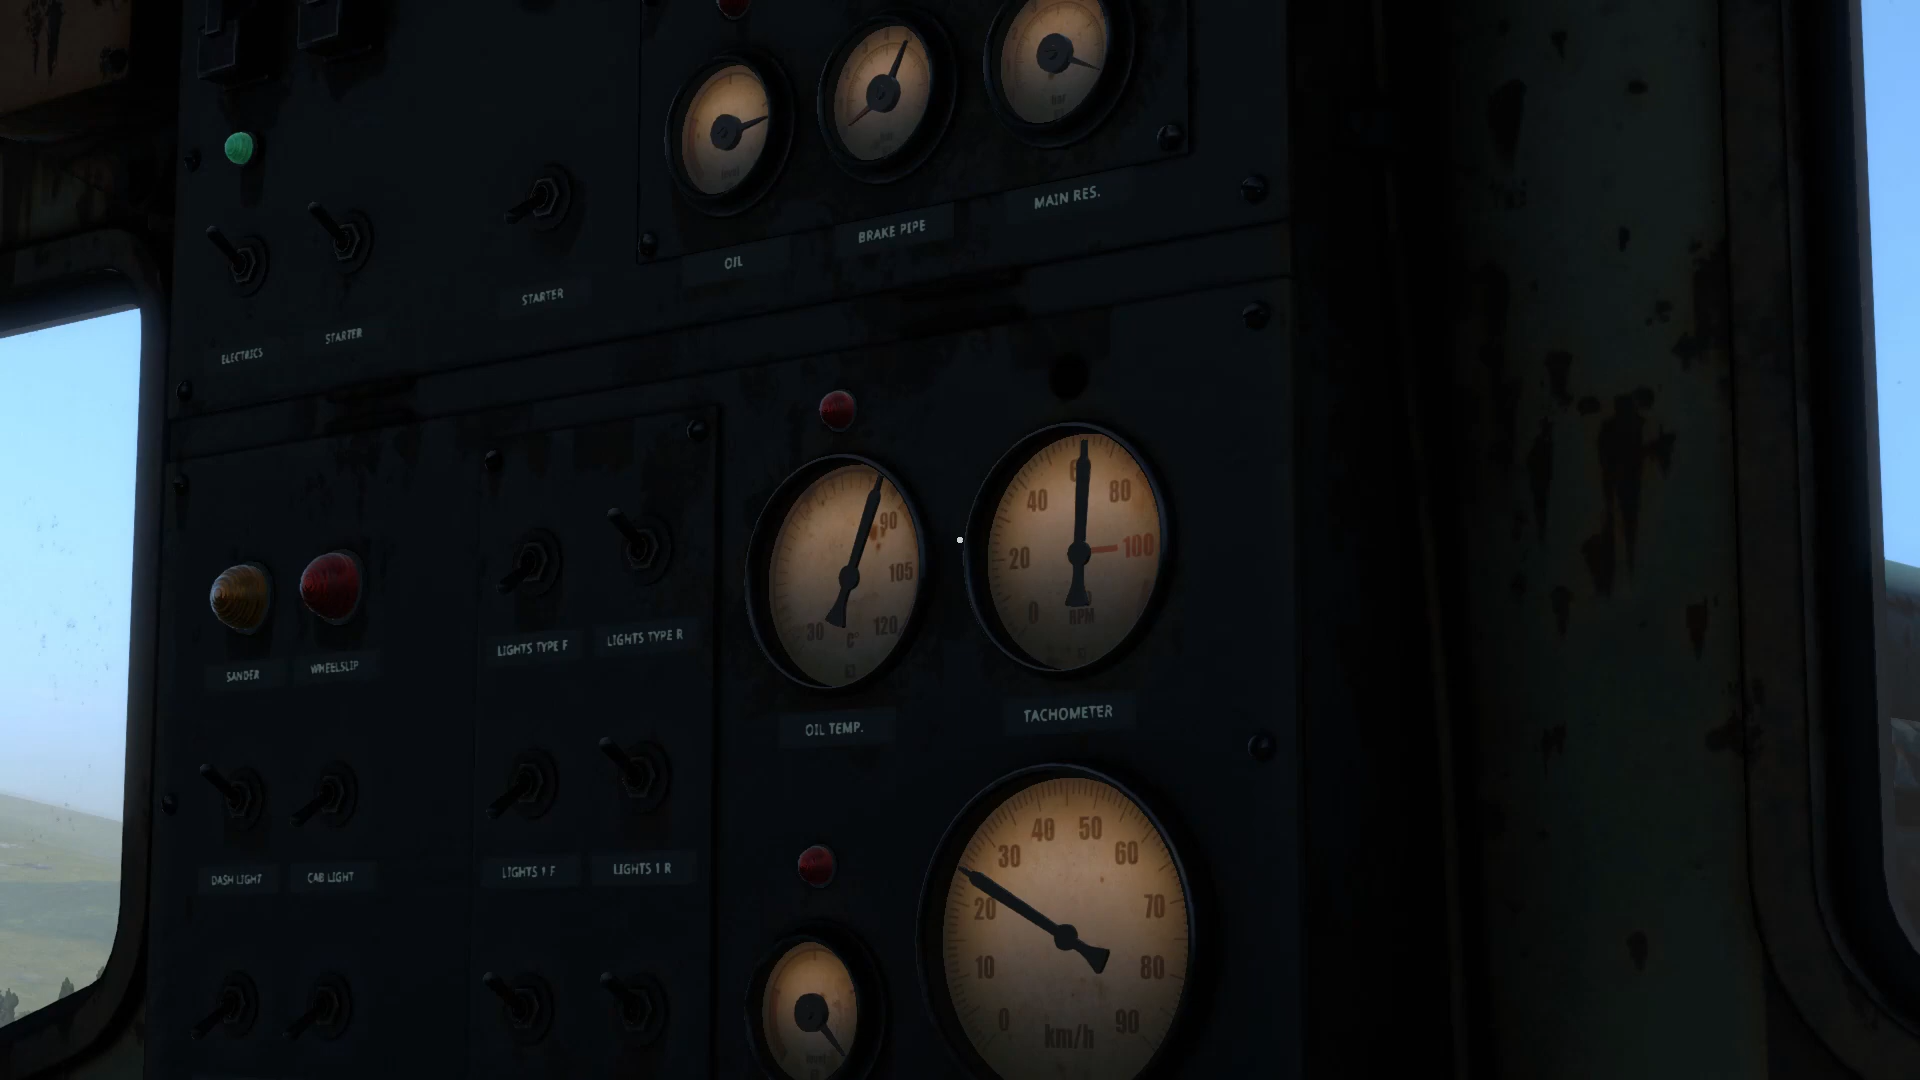 BAR
OIL
BRAKE PIPE
MAIN RES.
STARTER
STARTER
ELECTRICS
40
80
20
100
0
RPM
90
105
120
30
C°
LIGHTS TYPE F
LIGHTS TYPE R
SANDER
WHEELSLIP
OIL TEMP.
TACHOMETER
DASH LIGHT
CAB LIGHT
LIGHTS 1 F
LIGHTS 1 R
40
50
30
60
20
70
10
80
0
90
km/h